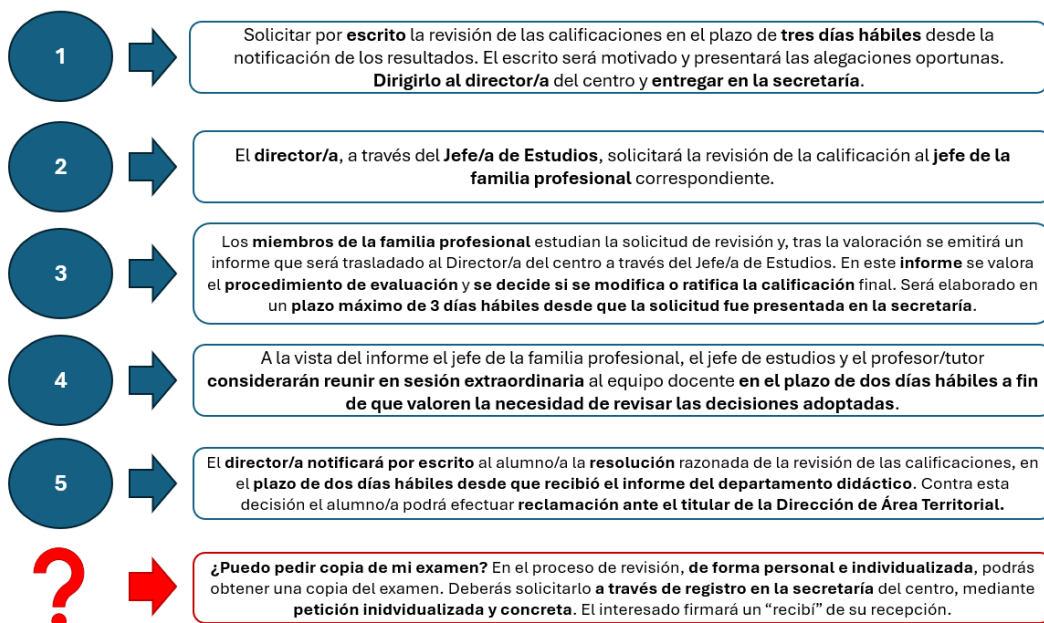 1
Solicitar por escrito la revisión de las calificaciones en el plazo de tres días hábiles desde la
notificación de los resultados. El escrito será motivado y presentará las alegaciones oportunas.
Dirigirlo al director/a del centro y entregar en la secretaría.
2
El director/a, a través del Jefe/a de Estudios, solicitará la revisión de la calificación al jefe de la
familia profesional correspondiente.
3
Los miembros de la familia profesional estudian la solicitud de revisión y, tras la valoración se emitirá un
informe que será trasladado al Director/a del centro a través del Jefe/a de Estudios. En este informe se valora
el procedimiento de evaluación y se decide si se modifica o ratifica la calificación final. Será elaborado en
un plazo máximo de 3 días hábiles desde que la solicitud fue presentada en la secretaría.
4
A la vista del informe el jefe de la familia profesional, el jefe de estudios y el profesor/tutor
considerarán reunir en sesión extraordinaria al equipo docente en el plazo de dos días hábiles a fin
de que valoren la necesidad de revisar las decisiones adoptadas.
5
El director/a notificará por escrito al alumno/a la resolución razonada de la revisión de las calificaciones, en
el plazo de dos días hábiles desde que recibió el informe del departamento didáctico. Contra esta
decisión el alumno/a podrá efectuar reclamación ante el titular de la Dirección de Área Territorial.
?
¿Puedo pedir copia de mi examen? En el proceso de revisión, de forma personal e individualizada, podrás
obtener una copia del examen. Deberás solicitarlo a través de registro en la secretaría del centro, mediante
petición inidvidualizada y concreta. El interesado firmará un “recibí” de su recepción.